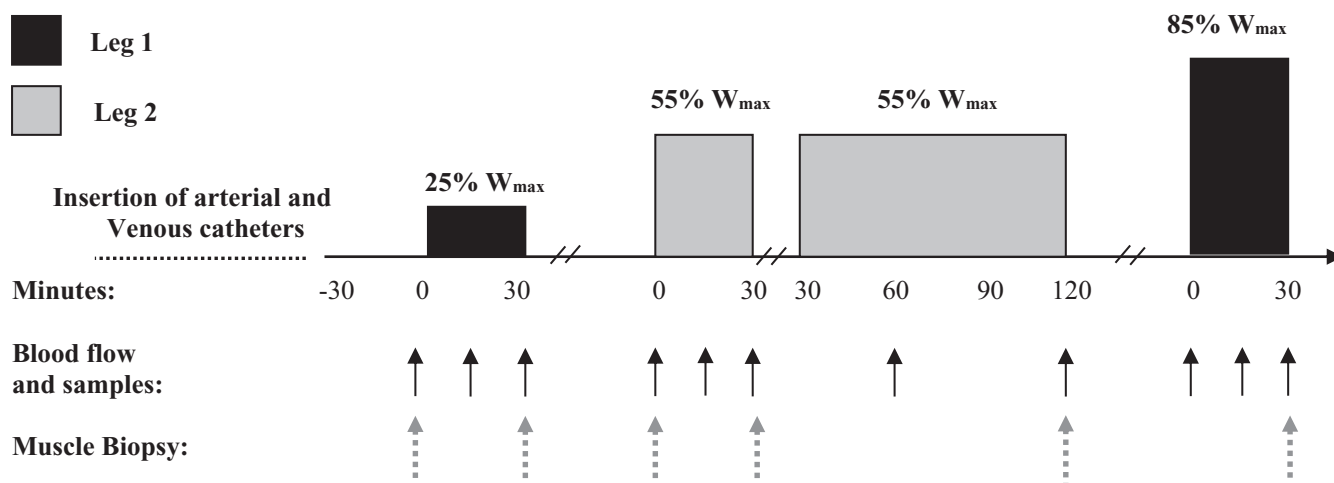 85% Wmax
Leg 1
Leg 2
55% Wmax 55% Wmax
25% Wmax
Insertion of arterial and
Venous catheters
Minutes: -30 0 30 0 30 30 60 90 120 0 30
Blood flow
and samples:
Muscle Biopsy: